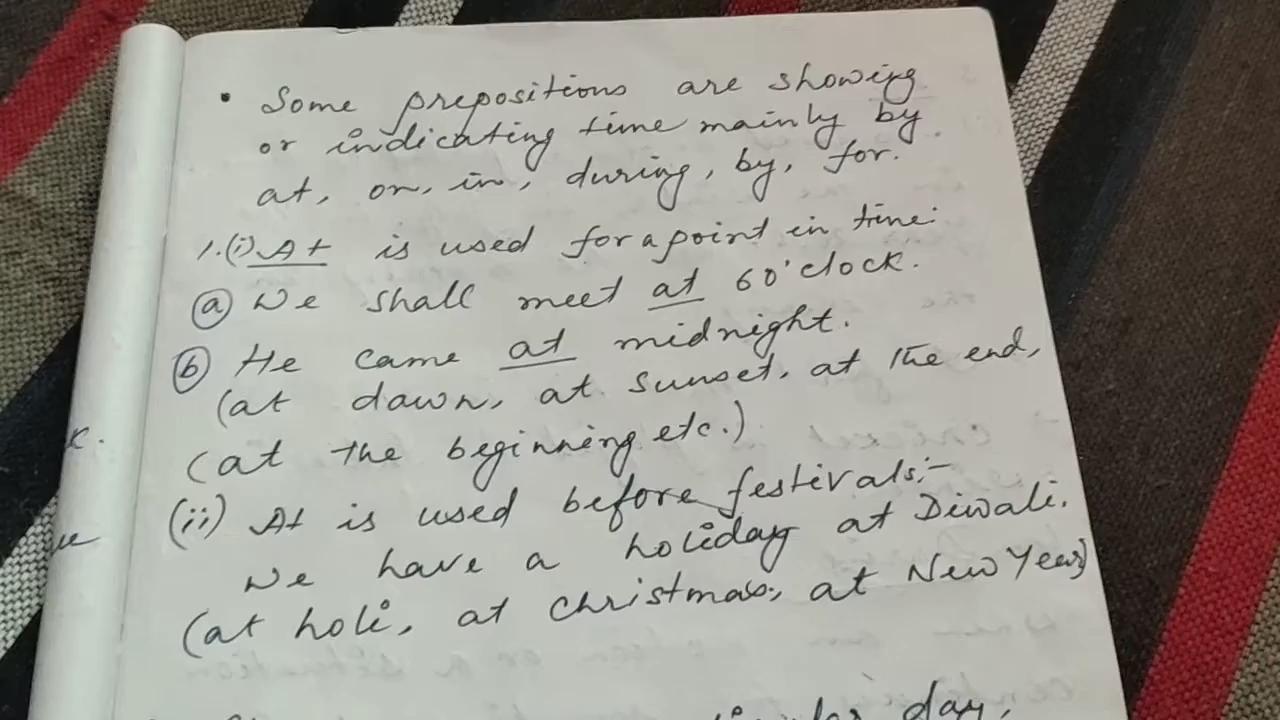 • Some prepositions are showing
or indicating time mainly by
at, on, in, during, by, for.
1.(i) At is used for a point in time.
(a) We shall meet at 6 o'clock.
(b) He came at midnight.
(at dawn, at sunset, at the end,
(at the beginning etc.)
(ii) At is used before festivals:-
We have a holiday at Diwali.
(at holi, at christmas, at New Year)
day,